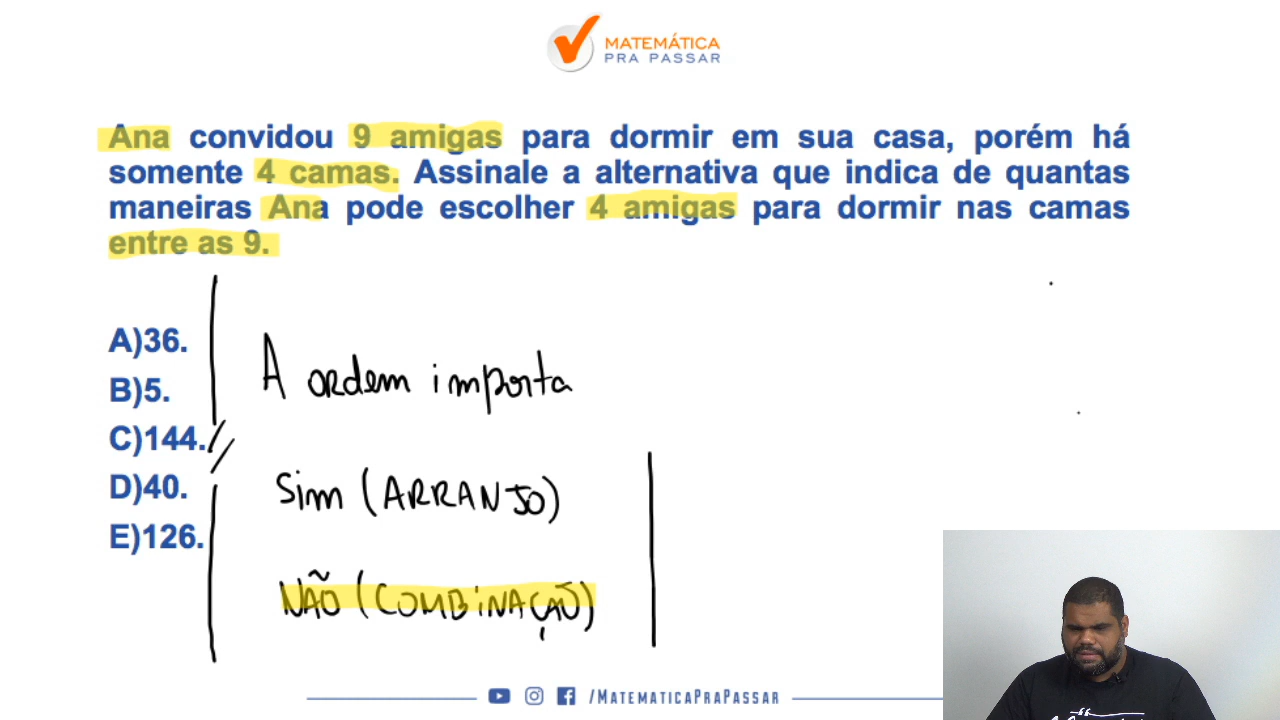 MATEMÁTICA
PRA PASSAR
Ana convidou 9 amigas para dormir em sua casa, porém há
somente 4 camas. Assinale a alternativa que indica de quantas
maneiras Ana pode escolher 4 amigas para dormir nas camas
entre as 9.
A)36.
B)5.
C)144.
D)40.
E)126.
A ordem importa
Sim (ARRANJO)
NÃO (COMBINAÇÃO)
/MATEMATICAPRAPASSAR